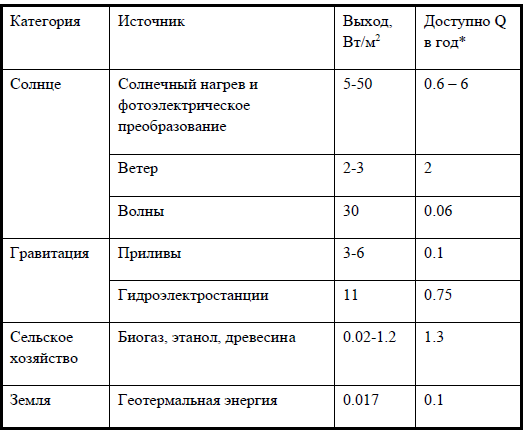 Категория Источник Выход, Доступно Q
Вт/м² в год*
Солнце Солнечный нагрев и 5-50 0.6 – 6
фотоэлектрическое
преобразование
Ветер 2-3 2
Волны 30 0.06
Гравитация Приливы 3-6 0.1
Гидроэлектростанции 11 0.75
Сельское Биогаз, этанол, древесина 0.02-1.2 1.3
хозяйство
Земля Геотермальная энергия 0.017 0.1